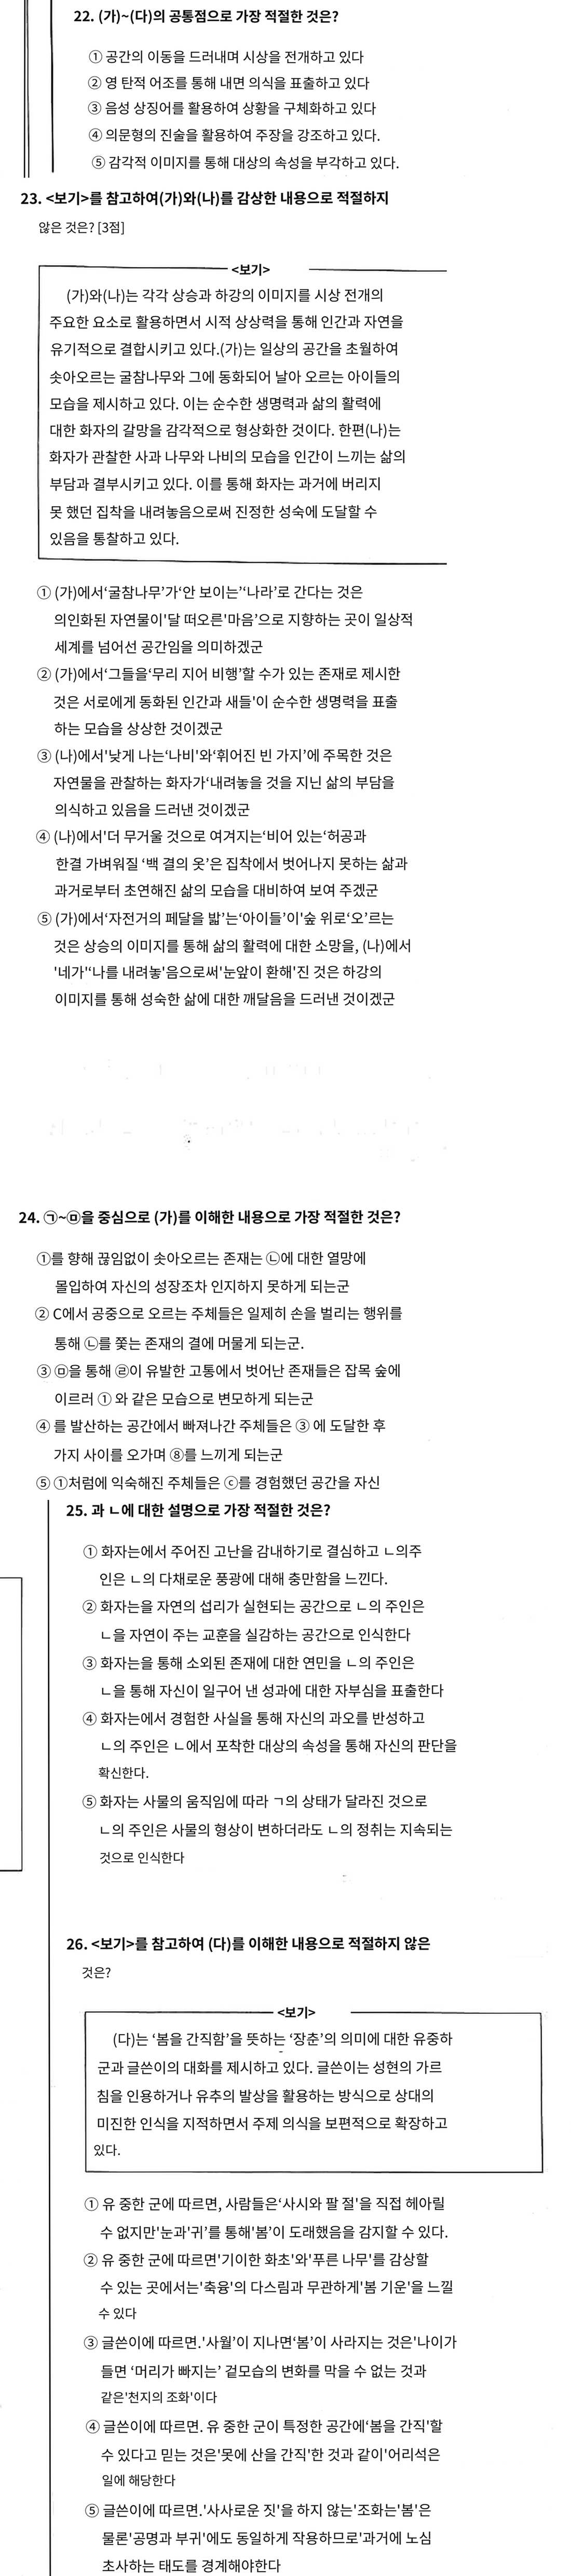 22. (가)~(다)의 공통점으로 가장 적절한 것은?
① 공간의 이동을 드러내며 시상을 전개하고 있다
② 영 탄적 어조를 통해 내면 의식을 표출하고 있다
③ 음성 상징어를 활용하여 상황을 구체화하고 있다
④ 의문형의 진술을 활용하여 주장을 강조하고 있다.
⑤ 감각적 이미지를 통해 대상의 속성을 부각하고 있다.
23. <보기>를 참고하여(가)와(나)를 감상한 내용으로 적절하지
않은 것은? [3점]
<보기>
(가)와(나)는 각각 상승과 하강의 이미지를 시상 전개의
주요한 요소로 활용하면서 시적 상상력을 통해 인간과 자연을
유기적으로 결합시키고 있다.(가)는 일상의 공간을 초월하여
솟아오르는 굴참나무와 그에 동화되어 날아 오르는 아이들의
모습을 제시하고 있다. 이는 순수한 생명력과 삶의 활력에
대한 화자의 갈망을 감각적으로 형상화한 것이다. 한편(나)는
화자가 관찰한 사과 나무와 나비의 모습을 인간이 느끼는 삶의
부담과 결부시키고 있다. 이를 통해 화자는 과거에 버리지
못 했던 집착을 내려놓음으로써 진정한 성숙에 도달할 수
있음을 통찰하고 있다.
① (가)에서‘굴참나무’가‘안 보이는’‘나라’로 간다는 것은
의인화된 자연물이'달 떠오른'마음’으로 지향하는 곳이 일상적
세계를 넘어선 공간임을 의미하겠군
② (가)에서‘그들을‘무리 지어 비행’할 수가 있는 존재로 제시한
것은 서로에게 동화된 인간과 새들'이 순수한 생명력을 표출
하는 모습을 상상한 것이겠군
③ (나)에서'낮게 나는‘나비'와‘휘어진 빈 가지’에 주목한 것은
자연물을 관찰하는 화자가‘내려놓을 것을 지닌 삶의 부담을
의식하고 있음을 드러낸 것이겠군
④ (나)에서'더 무거울 것으로 여겨지는‘비어 있는‘허공과
한결 가벼워질 ‘백 결의 옷’은 집착에서 벗어나지 못하는 삶과
과거로부터 초연해진 삶의 모습을 대비하여 보여 주겠군
⑤ (가)에서‘자전거의 페달을 밟’는‘아이들’이'숲 위로‘오’르는
것은 상승의 이미지를 통해 삶의 활력에 대한 소망을, (나)에서
'네가'‘나를 내려놓'음으로써'눈앞이 환해'진 것은 하강의
이미지를 통해 성숙한 삶에 대한 깨달음을 드러낸 것이겠군
24. ㉠~㉤을 중심으로 (가)를 이해한 내용으로 가장 적절한 것은?
①를 향해 끊임없이 솟아오르는 존재는 ㉡에 대한 열망에
몰입하여 자신의 성장조차 인지하지 못하게 되는군
② C에서 공중으로 오르는 주체들은 일제히 손을 벌리는 행위를
통해 ㉡를 쫓는 존재의 결에 머물게 되는군.
③ ㉤을 통해 ㉣이 유발한 고통에서 벗어난 존재들은 잡목 숲에
이르러 ① 와 같은 모습으로 변모하게 되는군
④ 를 발산하는 공간에서 빠져나간 주체들은 ③ 에 도달한 후
가지 사이를 오가며 ⑧를 느끼게 되는군
⑤ ①처럼에 익숙해진 주체들은 ⓒ를 경험했던 공간을 자신
25. 과 ㄴ에 대한 설명으로 가장 적절한 것은?
① 화자는에서 주어진 고난을 감내하기로 결심하고 ㄴ의주
인은 ㄴ의 다채로운 풍광에 대해 충만함을 느낀다.
② 화자는을 자연의 섭리가 실현되는 공간으로 ㄴ의 주인은
ㄴ을 자연이 주는 교훈을 실감하는 공간으로 인식한다
③ 화자는을 통해 소외된 존재에 대한 연민을 ㄴ의 주인은
ㄴ을 통해 자신이 일구어 낸 성과에 대한 자부심을 표출한다
④ 화자는에서 경험한 사실을 통해 자신의 과오를 반성하고
ㄴ의 주인은 ㄴ에서 포착한 대상의 속성을 통해 자신의 판단을
확신한다.
⑤ 화자는 사물의 움직임에 따라 ㄱ의 상태가 달라진 것으로
ㄴ의 주인은 사물의 형상이 변하더라도 ㄴ의 정취는 지속되는
것으로 인식한다
26. <보기>를 참고하여 (다)를 이해한 내용으로 적절하지 않은
것은?
<보기>
(다)는 ‘봄을 간직함’을 뜻하는 ‘장춘’의 의미에 대한 유중하
군과 글쓴이의 대화를 제시하고 있다. 글쓴이는 성현의 가르
침을 인용하거나 유추의 발상을 활용하는 방식으로 상대의
미진한 인식을 지적하면서 주제 의식을 보편적으로 확장하고
있다.
① 유 중한 군에 따르면, 사람들은‘사시와 팔 절'을 직접 헤아릴
수 없지만'눈과'귀’를 통해'봄’이 도래했음을 감지할 수 있다.
② 유 중한 군에 따르면'기이한 화초'와'푸른 나무'를 감상할
수 있는 곳에서는'축융'의 다스림과 무관하게'봄 기운'을 느낄
수 있다
③ 글쓴이에 따르면.'사월’이 지나면‘봄’이 사라지는 것은'나이가
들면 ‘머리가 빠지는’ 겉모습의 변화를 막을 수 없는 것과
같은'천지의 조화'이다
④ 글쓴이에 따르면. 유 중한 군이 특정한 공간에‘봄을 간직'할
수 있다고 믿는 것은'못에 산을 간직'한 것과 같이'어리석은
일에 해당한다
⑤ 글쓴이에 따르면.'사사로운 짓'을 하지 않는'조화는'봄'은
물론'공명과 부귀'에도 동일하게 작용하므로'과거에 노심
초사하는 태도를 경계해야한다